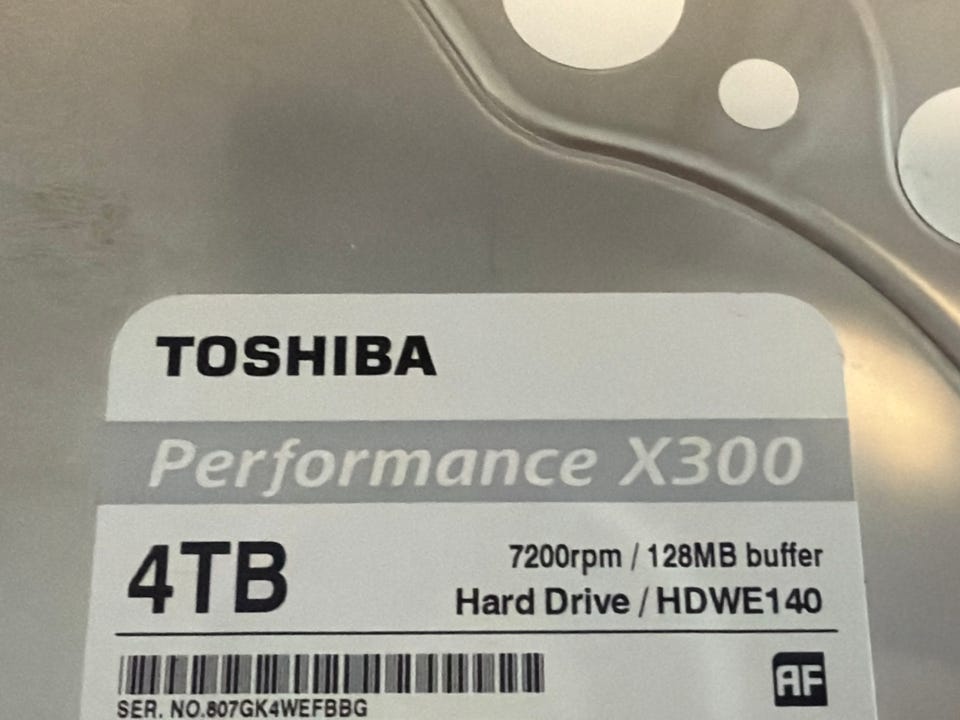 TOSHIBA
Performance X300
4TB
7200rpm / 128MB buffer
Hard Drive / HDWE140
AF
SER. NO.807GK4WEFBBG